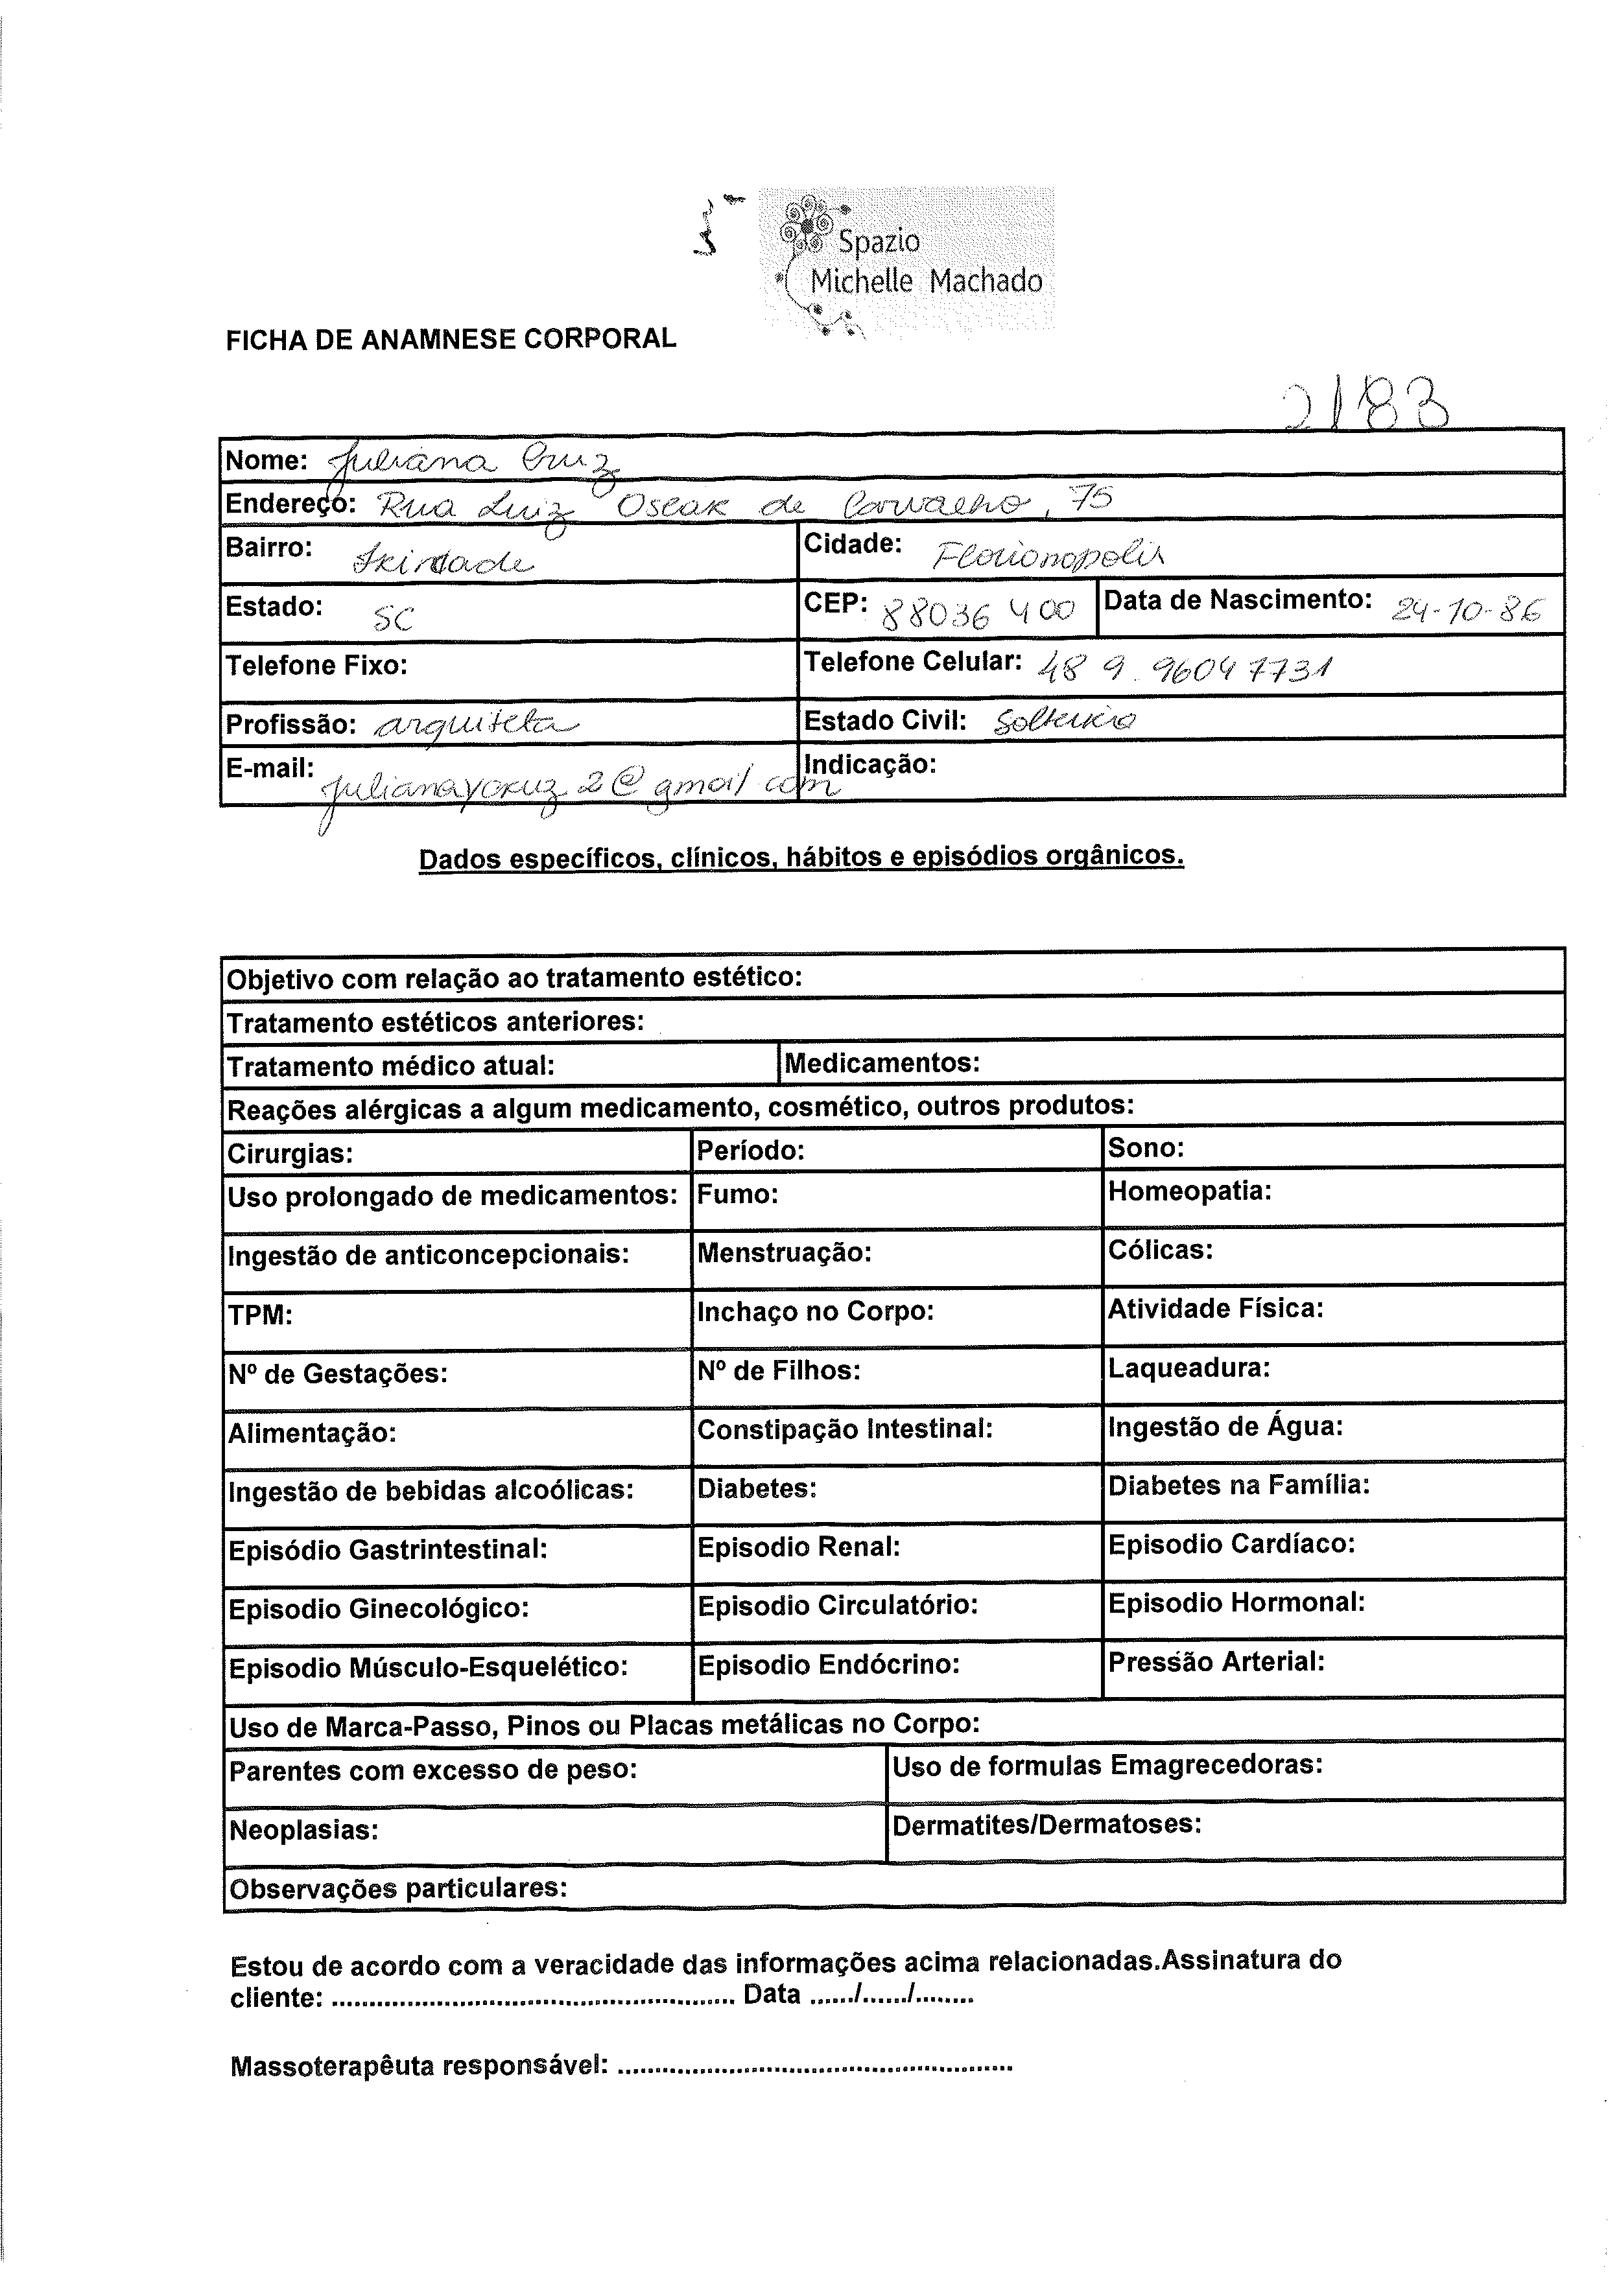 Spazio
Michelle Machado
FICHA DE ANAMNESE CORPORAL
2183
Nome: Juliana Cruz
Endereço: Rua Luiz Oscar de Carvalho, 75
Bairro: Trindade Cidade: Florianopolis
Estado: SC CEP: 88036 400 Data de Nascimento: 24-10-86
Telefone Fixo: Telefone Celular: 48 9. 9604 7731
Profissão: arquiteta Estado Civil: Solteira
E-mail: julianaycruz2@gmail.com Indicação:
Dados específicos, clínicos, hábitos e episódios orgânicos.
Objetivo com relação ao tratamento estético:
Tratamento estéticos anteriores:
Tratamento médico atual: Medicamentos:
Reações alérgicas a algum medicamento, cosmético, outros produtos:
Cirurgias: Período: Sono:
Uso prolongado de medicamentos: Fumo: Homeopatia:
Ingestão de anticoncepcionais: Menstruação: Cólicas:
TPM: Inchaço no Corpo: Atividade Física:
Nº de Gestações: Nº de Filhos: Laqueadura:
Alimentação: Constipação Intestinal: Ingestão de Água:
Ingestão de bebidas alcoólicas: Diabetes: Diabetes na Família:
Episódio Gastrintestinal: Episodio Renal: Episodio Cardíaco:
Episodio Ginecológico: Episodio Circulatório: Episodio Hormonal:
Episodio Músculo-Esquelético: Episodio Endócrino: Pressão Arterial:
Uso de Marca-Passo, Pinos ou Placas metálicas no Corpo:
Parentes com excesso de peso: Uso de formulas Emagrecedoras:
Neoplasias: Dermatites/Dermatoses:
Observações particulares:
Estou de acordo com a veracidade das informações acima relacionadas.Assinatura do
cliente: ...................................................... Data ....../....../........
Massoterapêuta responsável: .....................................................